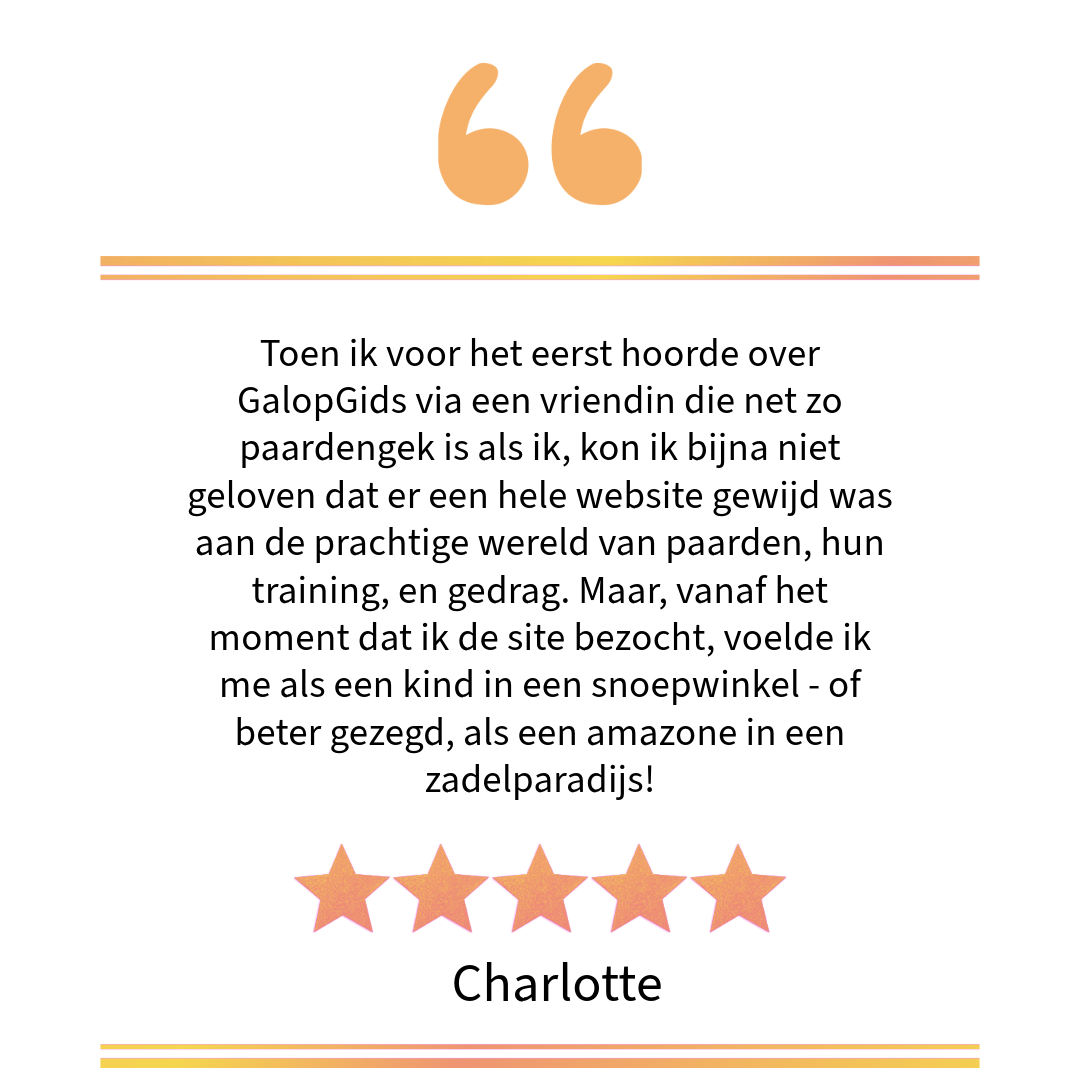 Toen ik voor het eerst hoorde over
GalopGids via een vriendin die net zo
paardengek is als ik, kon ik bijna niet
geloven dat er een hele website gewijd was
aan de prachtige wereld van paarden, hun
training, en gedrag. Maar, vanaf het
moment dat ik de site bezocht, voelde ik
me als een kind in een snoepwinkel - of
beter gezegd, als een amazone in een
zadelparadijs!
Charlotte